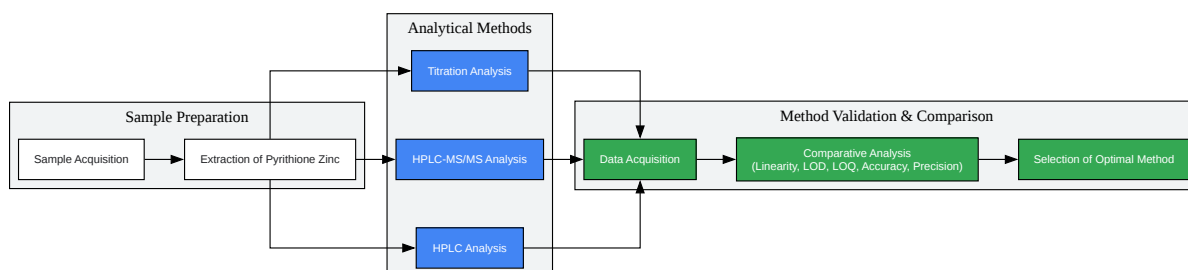 Analytical Methods
Titration Analysis
Sample Preparation
Method Validation & Comparison
Sample Acquisition
Extraction of Pyrithione Zinc
HPLC-MS/MS Analysis
Data Acquisition
Comparative Analysis
(Linearity, LOD, LOQ, Accuracy, Precision)
Selection of Optimal Method
HPLC Analysis